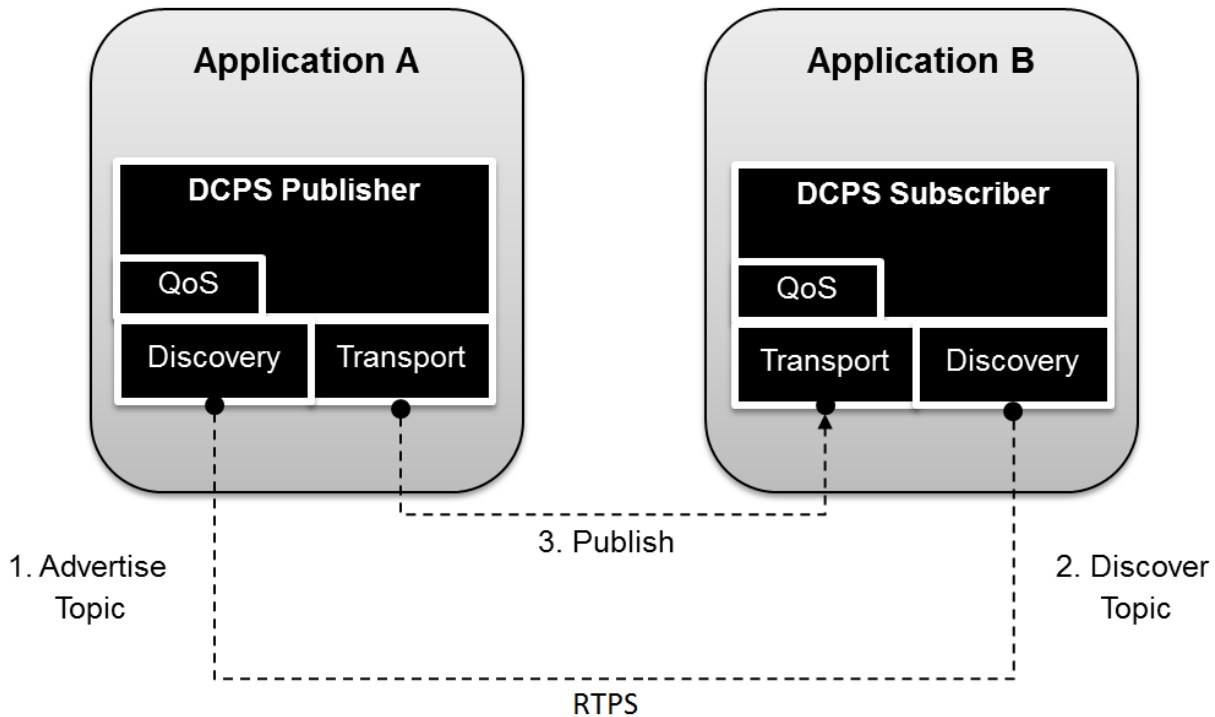 Application A
DCPS Publisher
QoS
Discovery
Transport
Application B
DCPS Subscriber
QoS
Transport
Discovery
3. Publish
1. Advertise
Topic
2. Discover
Topic
RTPS